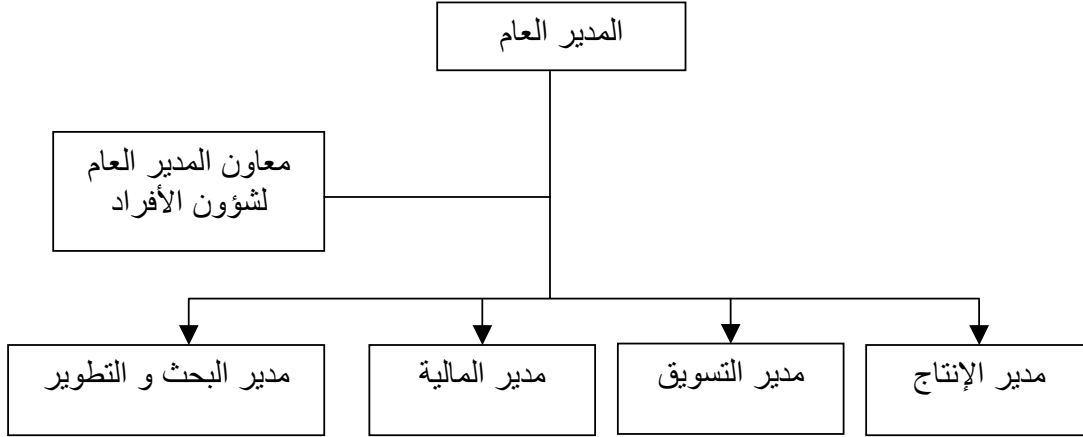 المدير العام
معاون المدير العام
لشؤون الأفراد
مدير الإنتاج
مدير التسويق
مدير المالية
مدير البحث و التطوير